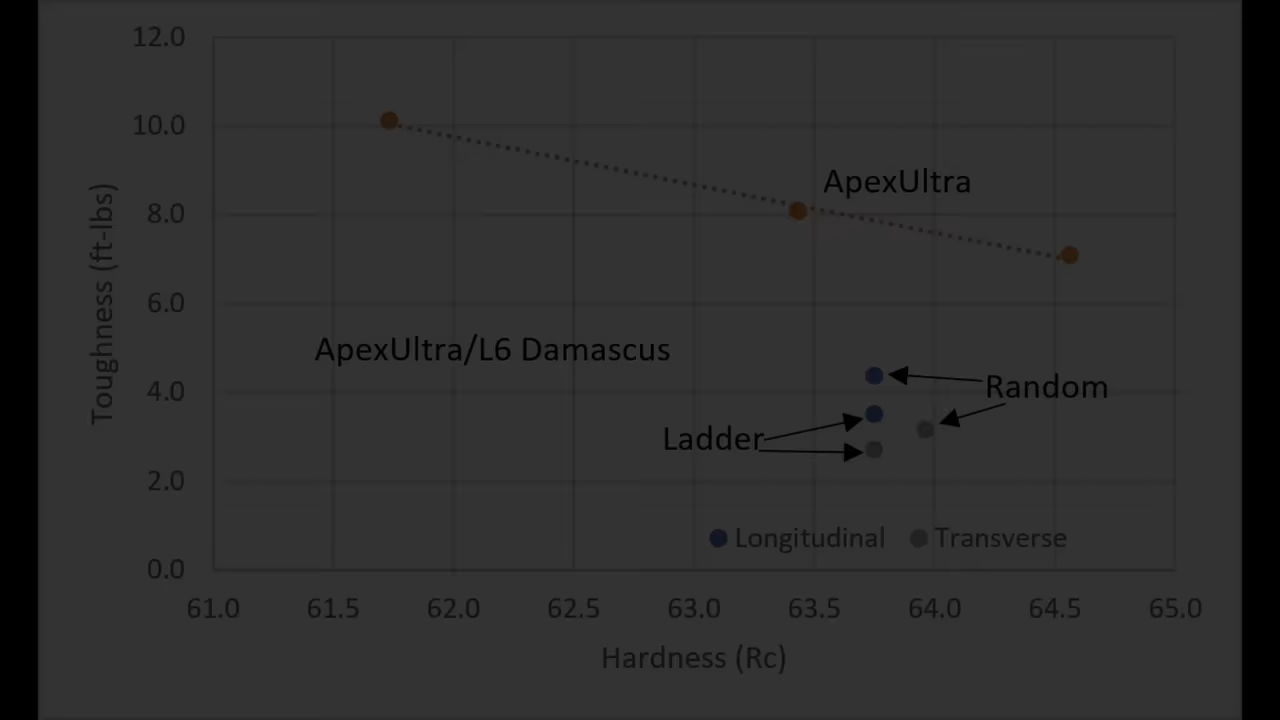 12.0
10.0
8.0
6.0
4.0
2.0
0.0
Toughness (ft-lbs)
ApexUltra
ApexUltra/L6 Damascus
Random
Ladder
Longitudinal Transverse
61.0 61.5 62.0 62.5 63.0 63.5 64.0 64.5 65.0
Hardness (Rc)